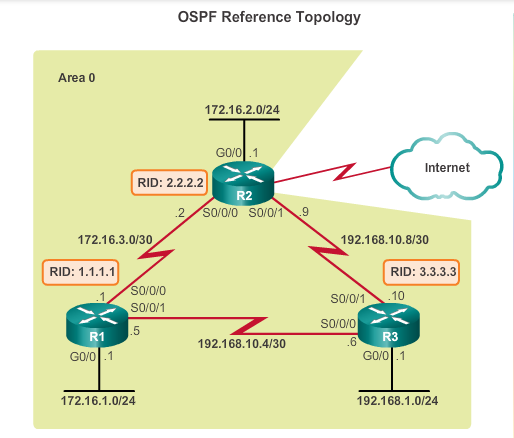 OSPF Reference Topology
Area 0
172.16.2.0/24
G0/0 .1
RID: 2.2.2.2
R2
Internet
.2 S0/0/0 S0/0/1 .9
172.16.3.0/30
192.168.10.8/30
RID: 1.1.1.1
RID: 3.3.3.3
.1 S0/0/0
S0/0/1 .10
S0/0/1
S0/0/0
R1 .5
192.168.10.4/30
.6 R3
G0/0 .1
G0/0 .1
172.16.1.0/24
192.168.1.0/24